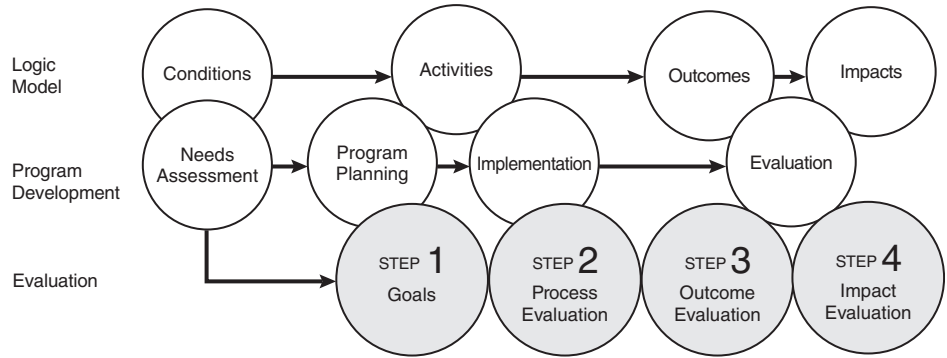 Logic
Model
Conditions
Activities
Outcomes
Impacts
Program
Development
Needs
Assessment
Program
Planning
Implementation
Evaluation
Evaluation
STEP 1
Goals
STEP 2
Process
Evaluation
STEP 3
Outcome
Evaluation
STEP 4
Impact
Evaluation